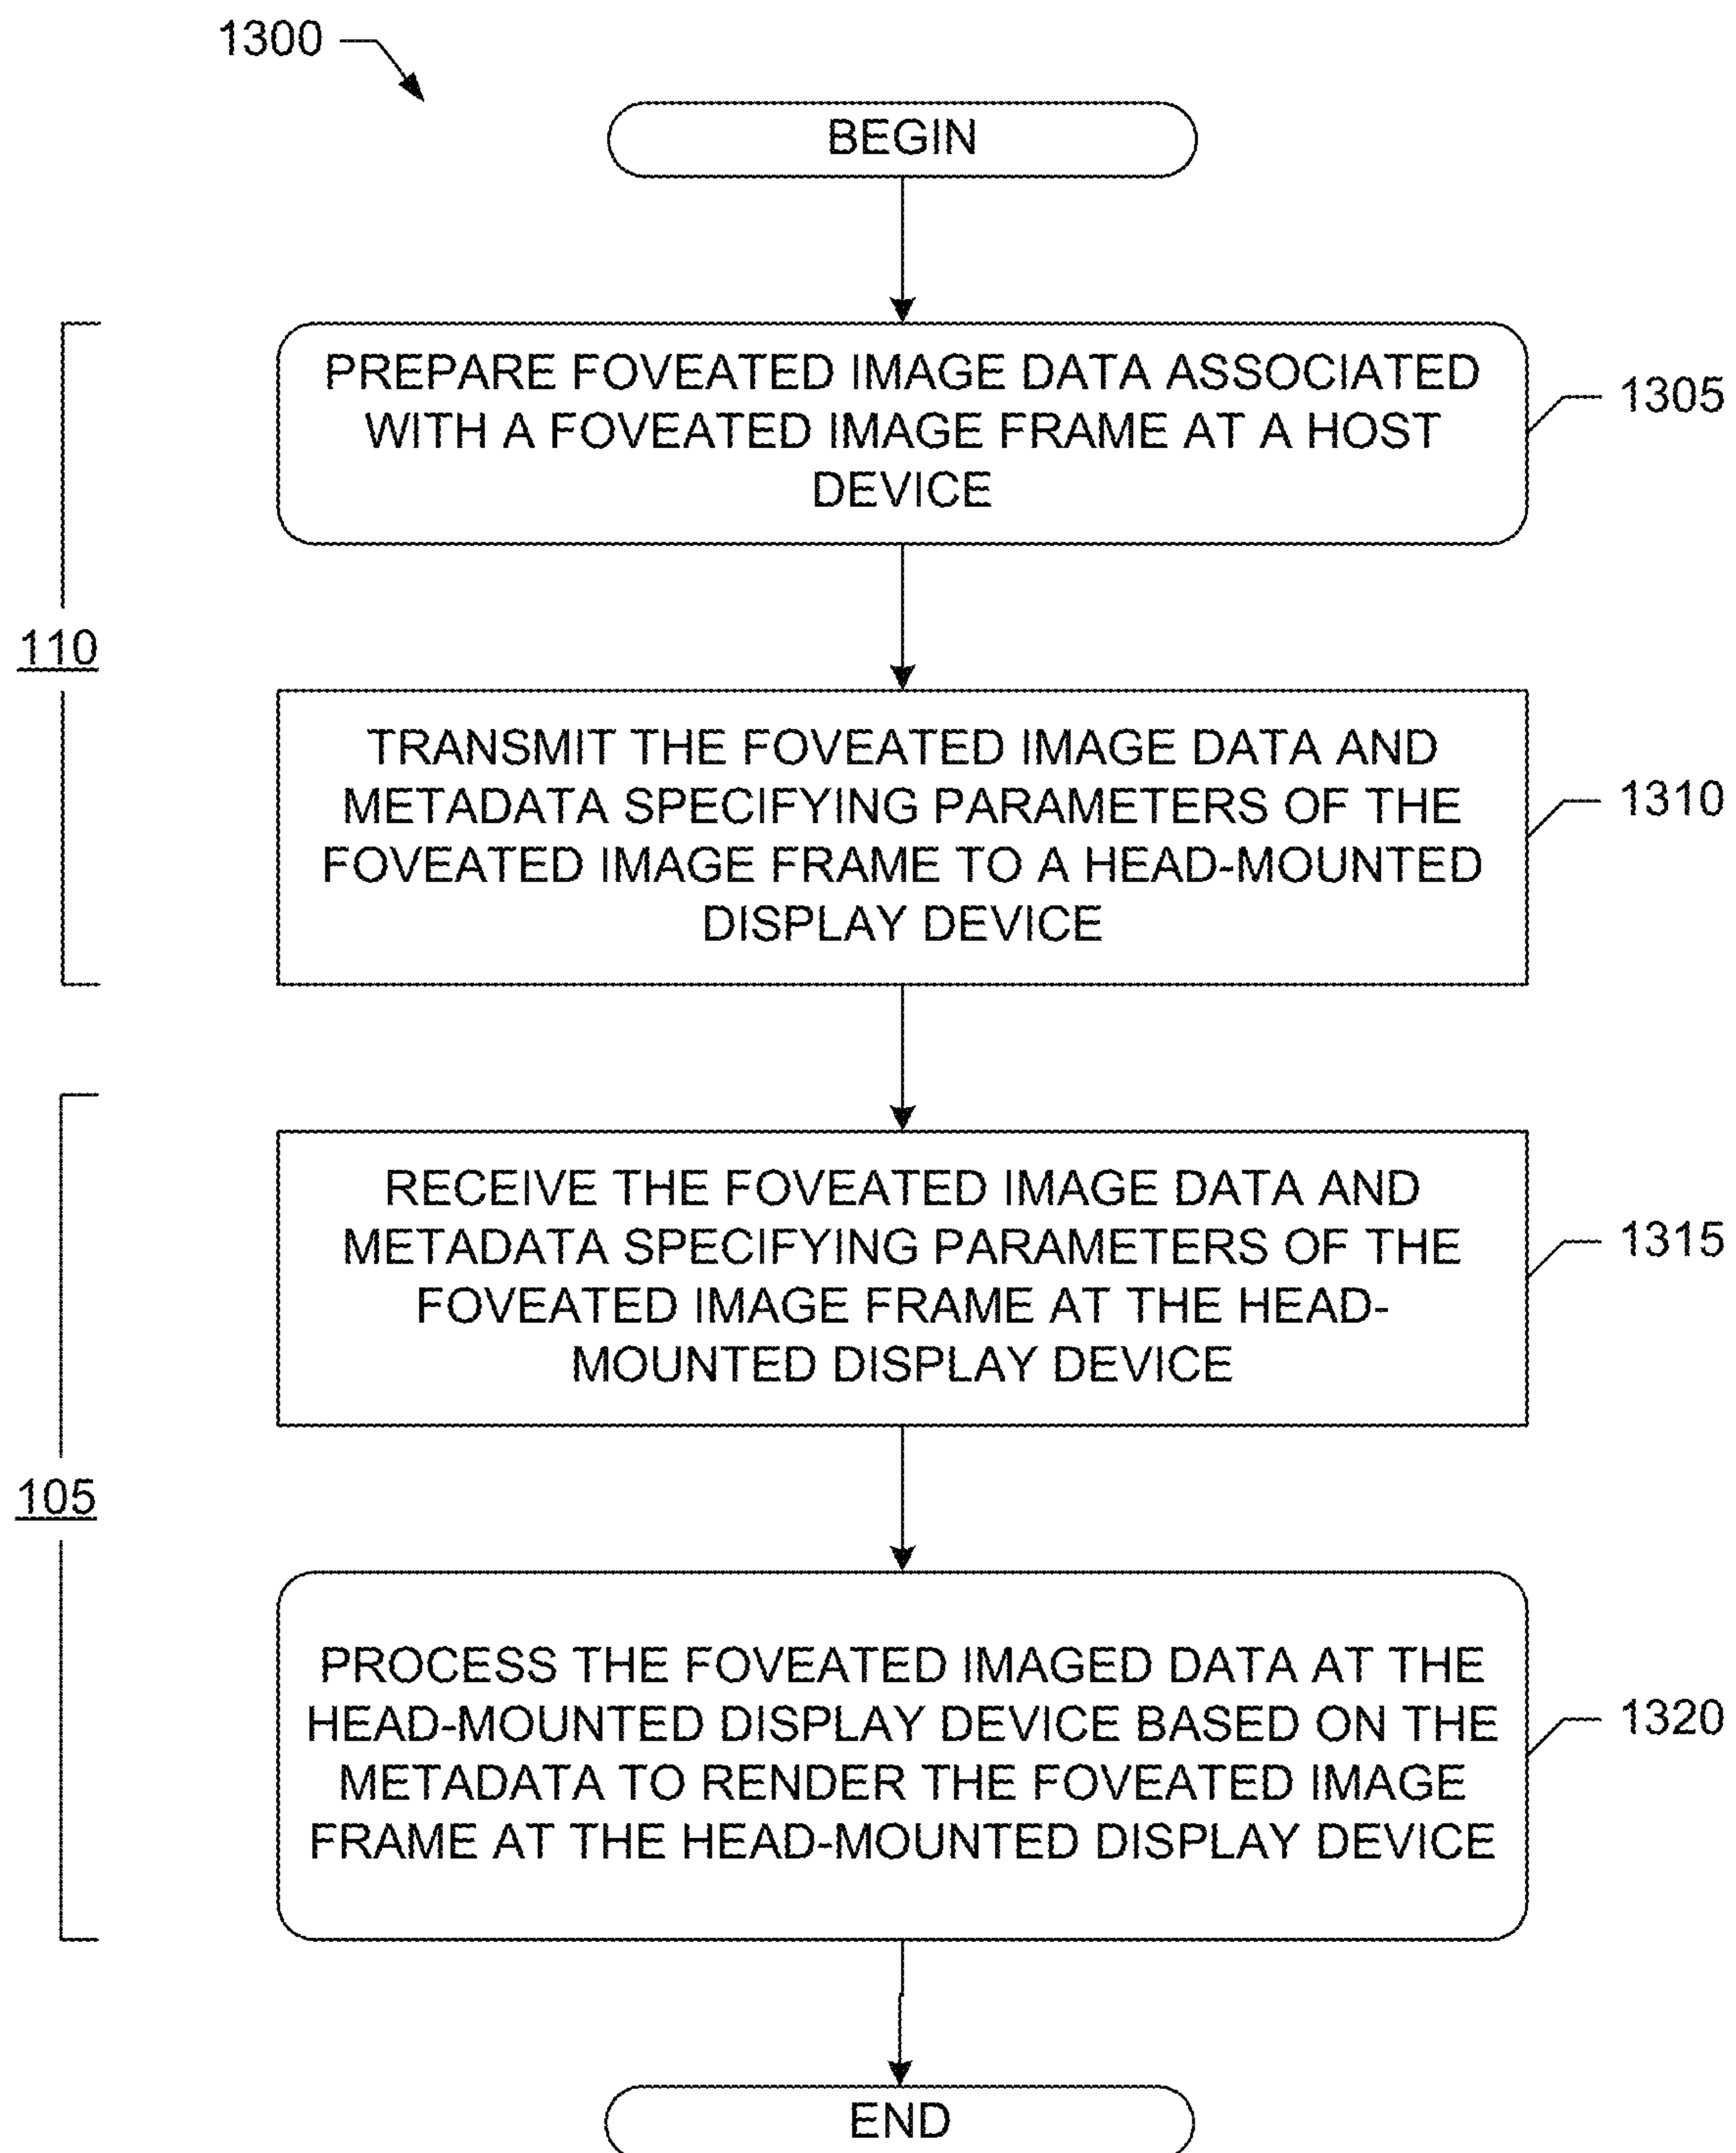 1300
BEGIN
PREPARE FOVEATED IMAGE DATA ASSOCIATED
WITH A FOVEATED IMAGE FRAME AT A HOST
DEVICE
1305
110
TRANSMIT THE FOVEATED IMAGE DATA AND
METADATA SPECIFYING PARAMETERS OF THE
FOVEATED IMAGE FRAME TO A HEAD-MOUNTED
DISPLAY DEVICE
1310
RECEIVE THE FOVEATED IMAGE DATA AND
METADATA SPECIFYING PARAMETERS OF THE
FOVEATED IMAGE FRAME AT THE HEAD-
MOUNTED DISPLAY DEVICE
1315
105
PROCESS THE FOVEATED IMAGED DATA AT THE
HEAD-MOUNTED DISPLAY DEVICE BASED ON THE
METADATA TO RENDER THE FOVEATED IMAGE
FRAME AT THE HEAD-MOUNTED DISPLAY DEVICE
1320
END